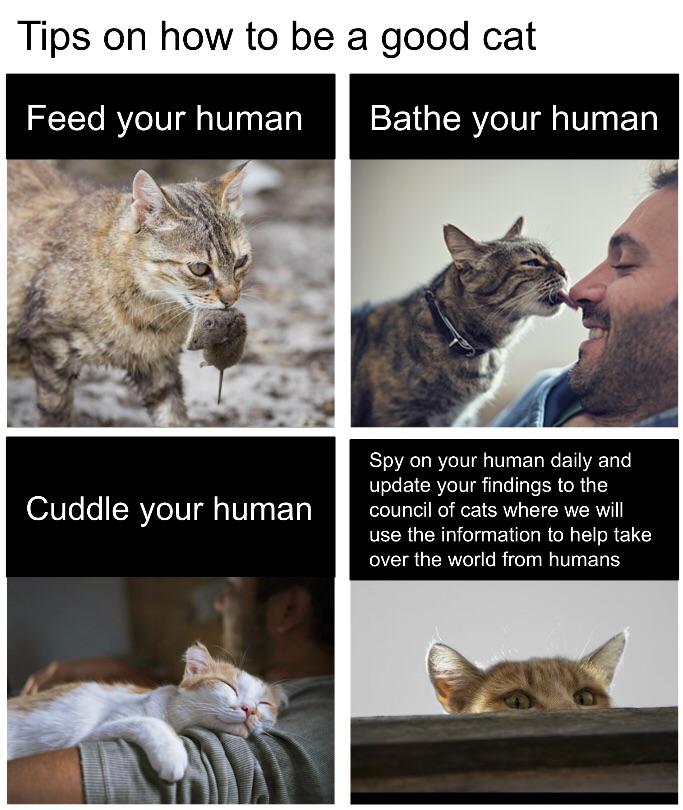 Tips on how to be a good cat
Feed your human
Bathe your human
Cuddle your human
Spy on your human daily and
update your findings to the
council of cats where we will
use the information to help take
over the world from humans